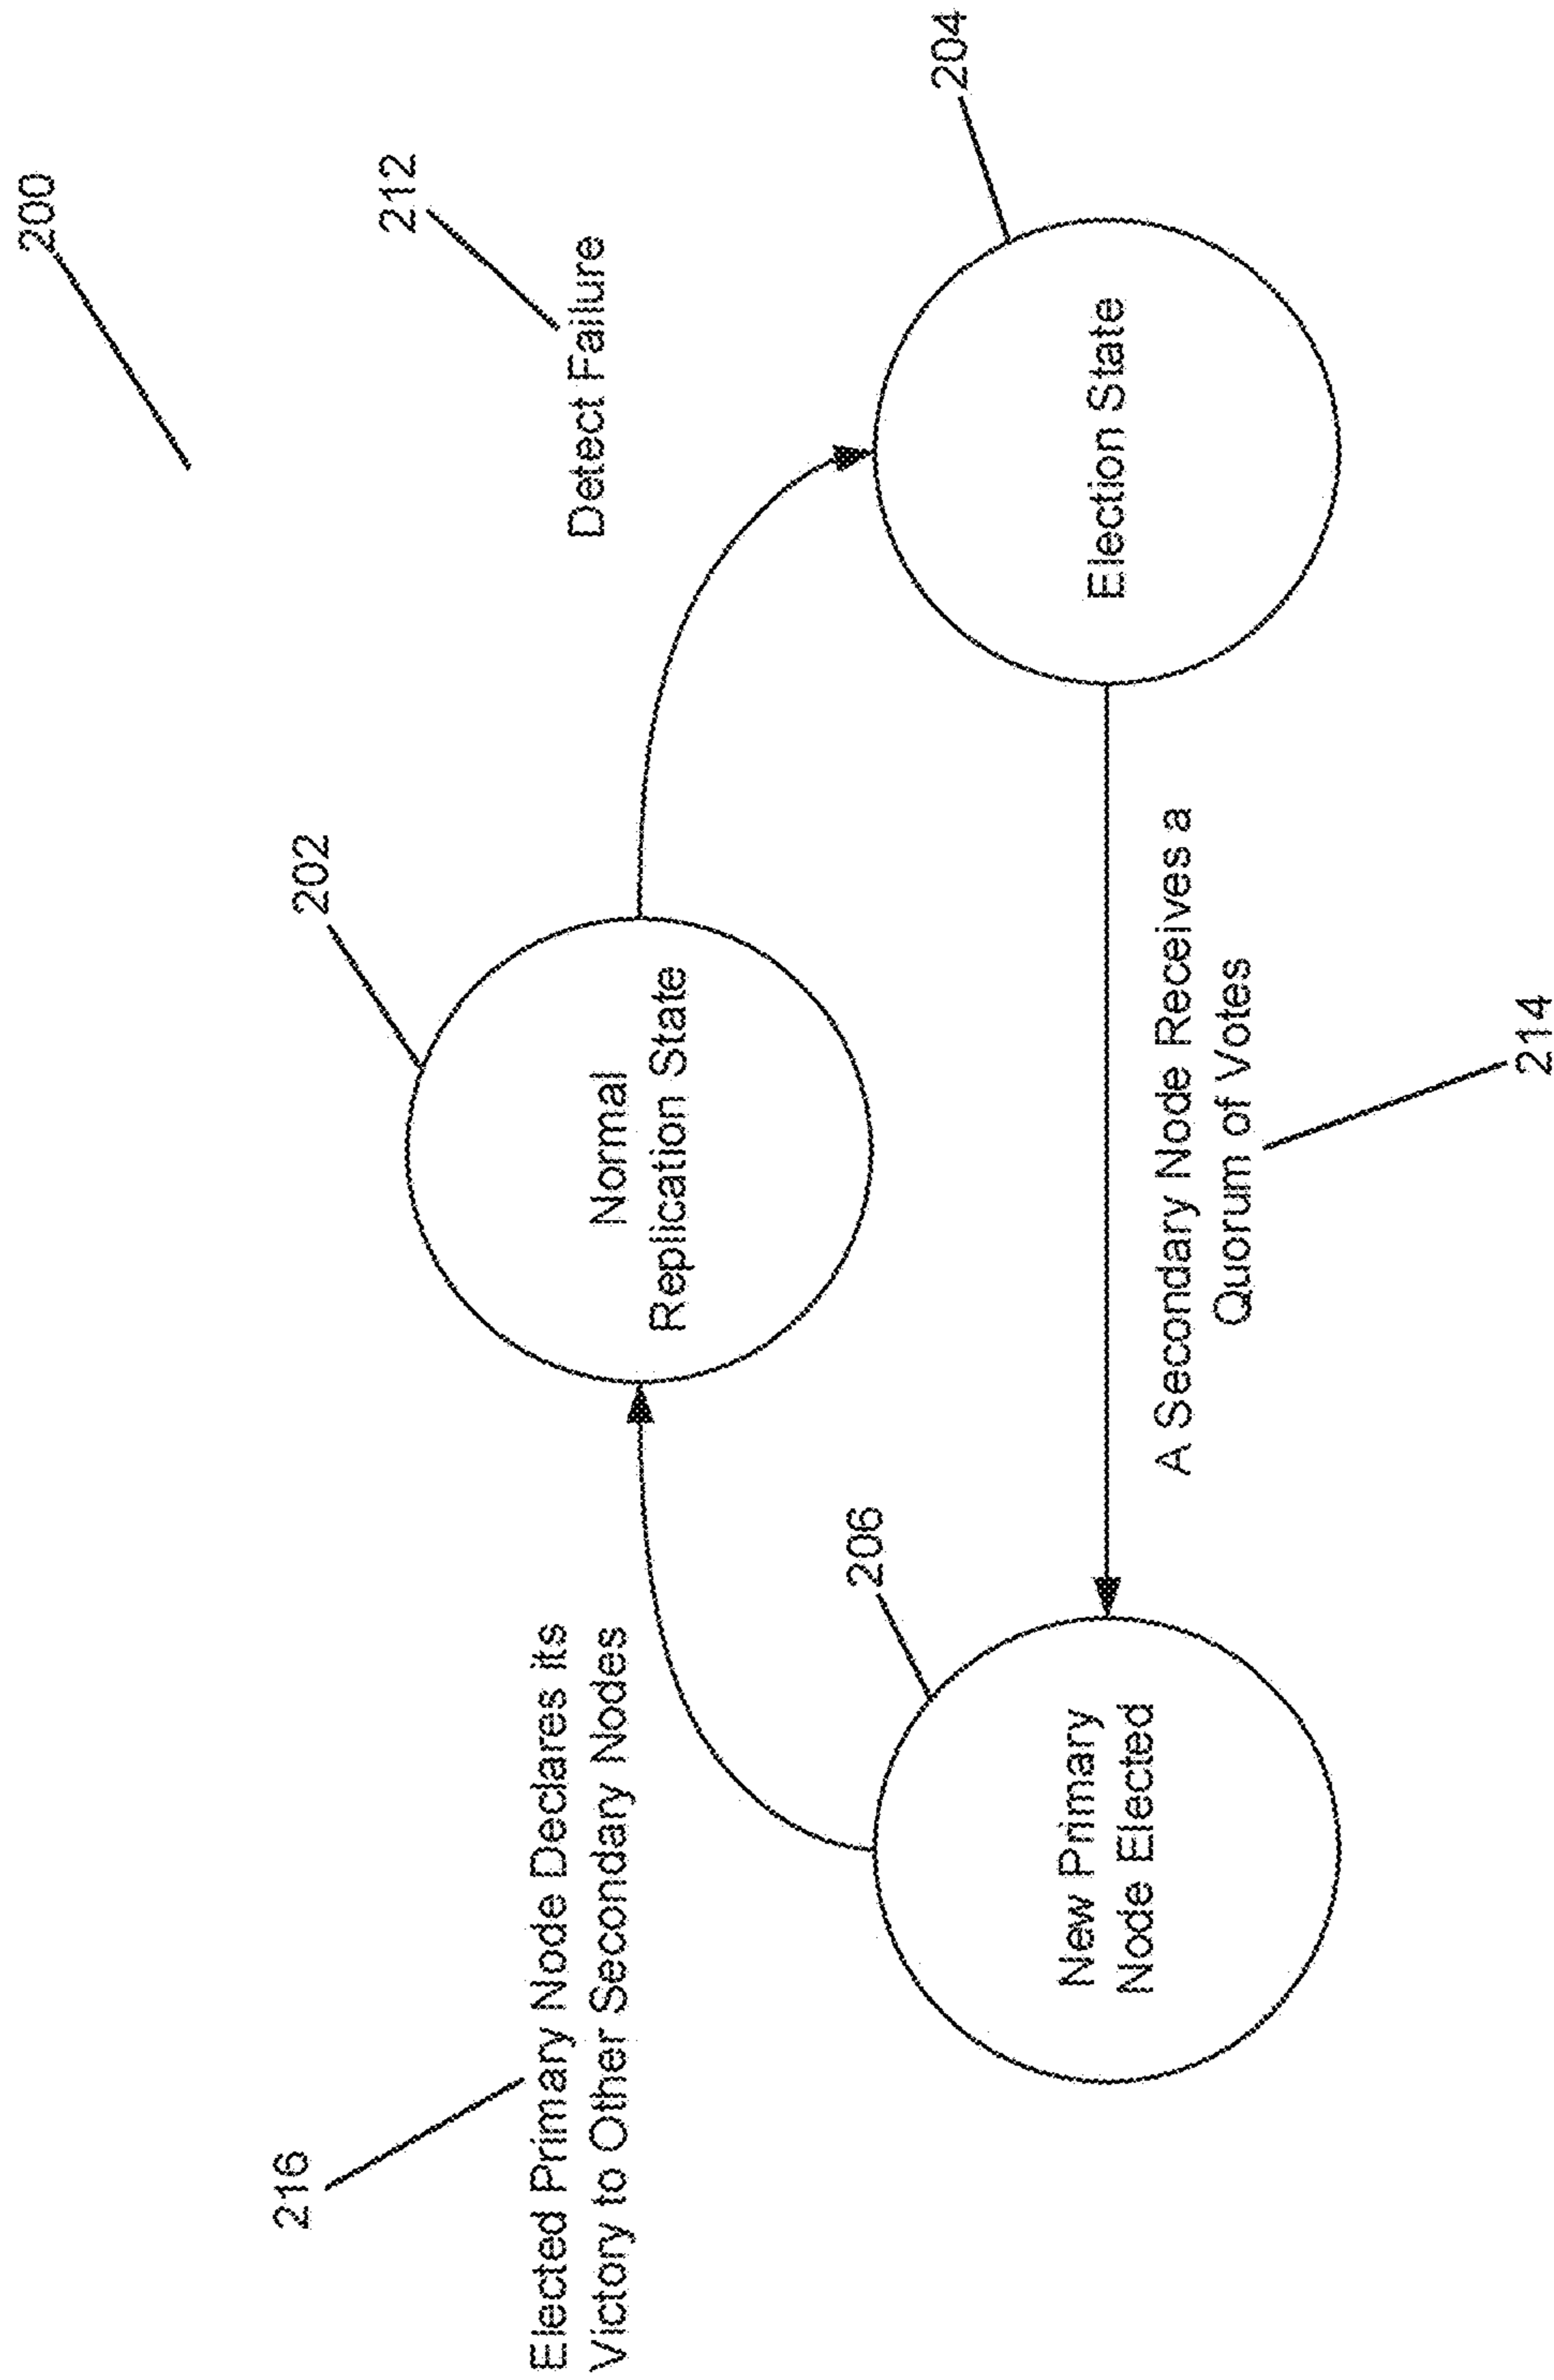 200
212
Detect Failure
202
Normal
Replication State
204
Election State
216
Elected Primary Node Declares its
Victory to Other Secondary Nodes
206
New Primary
Node Elected
A Secondary Node Receives a
Quorum of Votes
214